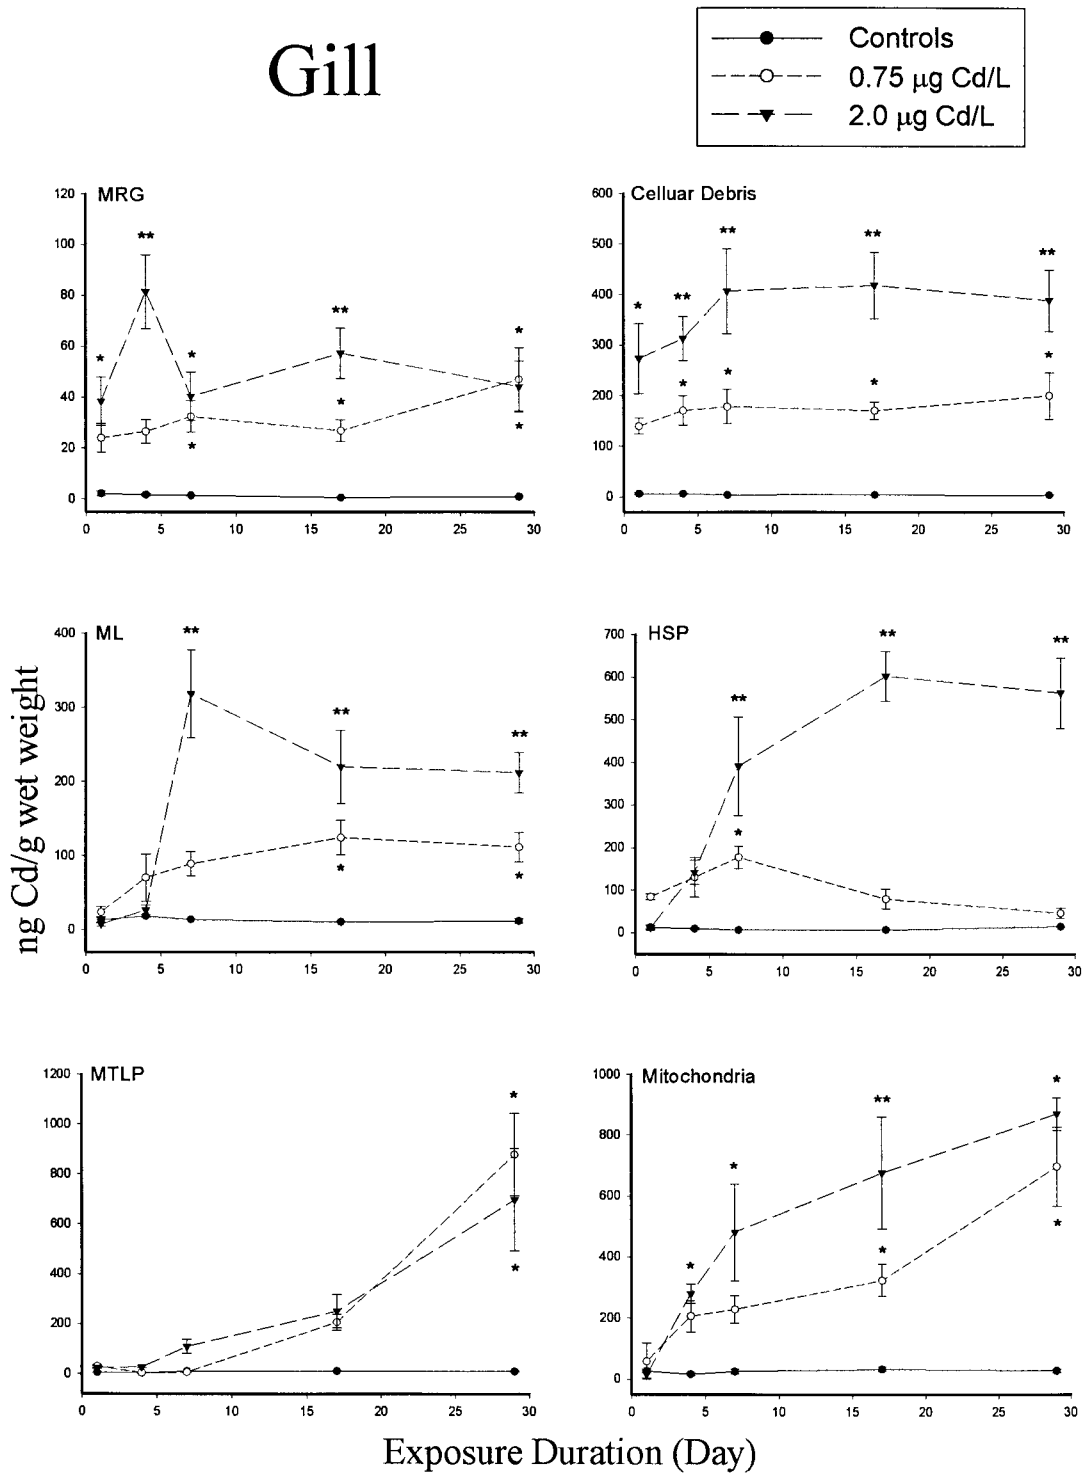 Gill
Controls
0.75 µg Cd/L
2.0 µg Cd/L
MRG
120
100
80
60
40
20
0
0 5 10 15 20 25 30
* ** * * ** * * * *
Celluar Debris
600
500
400
300
200
100
0
0 5 10 15 20 25 30
* ** ** ** ** * * * *
ML
400
300
200
100
0
0 5 10 15 20 25 30
** ** ** * *
HSP
700
600
500
400
300
200
100
0
0 5 10 15 20 25 30
** ** ** *
MTLP
1200
1000
800
600
400
200
0
0 5 10 15 20 25 30
* *
Mitochondria
1000
800
600
400
200
0
0 5 10 15 20 25 30
* * ** * * *
ng Cd/g wet weight
Exposure Duration (Day)